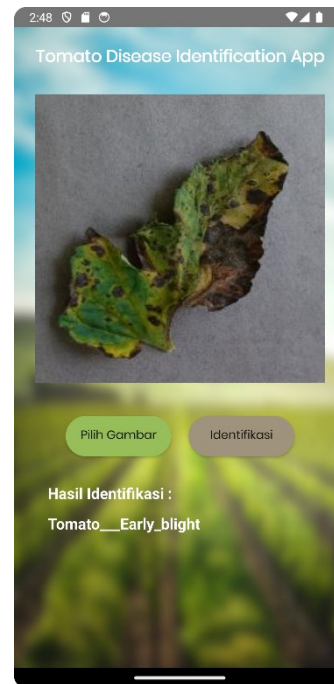 2:48
Tomato Disease Identification App
Pilih Gambar
Identifikasi
Hasil Identifikasi :
Tomato___Early_blight